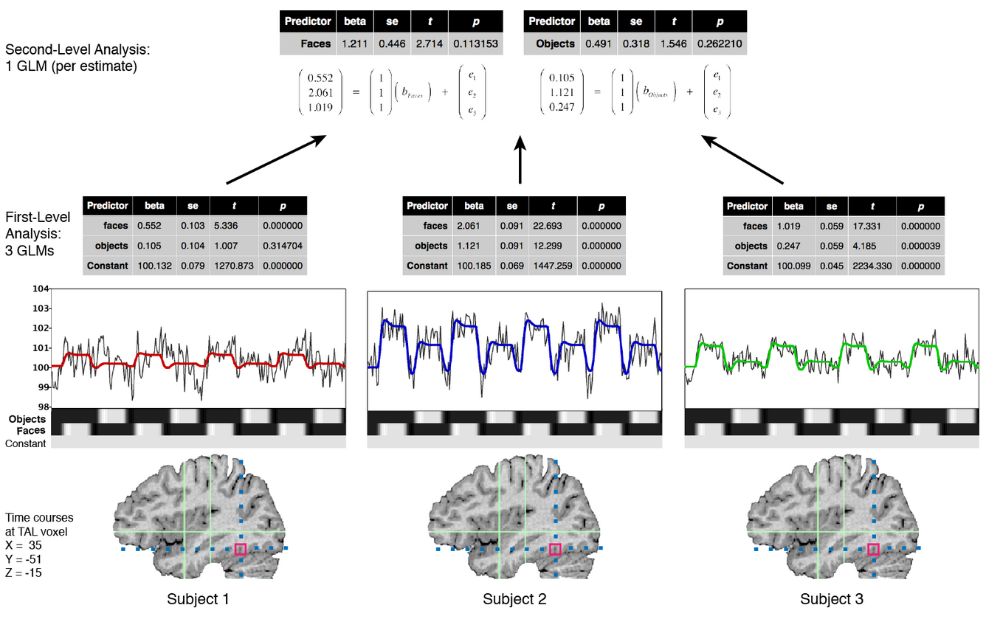 Second-Level Analysis:
1 GLM (per estimate)
Predictor beta se t p
Faces 1.211 0.446 2.714 0.113153
Predictor beta se t p
Objects 0.491 0.318 1.546 0.262210
0.552 1 e1
2.061 = 1 ( bFaces ) + e2
1.019 1 e3
0.105 1 e1
1.121 = 1 ( bObjects ) + e2
0.247 1 e3
First-Level
Analysis:
3 GLMs
Predictor beta se t p
faces 0.552 0.103 5.336 0.000000
objects 0.105 0.104 1.007 0.314704
Constant 100.132 0.079 1270.873 0.000000
Predictor beta se t p
faces 2.061 0.091 22.693 0.000000
objects 1.121 0.091 12.299 0.000000
Constant 100.185 0.069 1447.259 0.000000
Predictor beta se t p
faces 1.019 0.059 17.331 0.000000
objects 0.247 0.059 4.185 0.000039
Constant 100.099 0.045 2234.330 0.000000
104
103
102
101
100
99
98
Objects
Faces
Constant
Time courses
at TAL voxel
X = 35
Y = -51
Z = -15
Subject 1
Subject 2
Subject 3